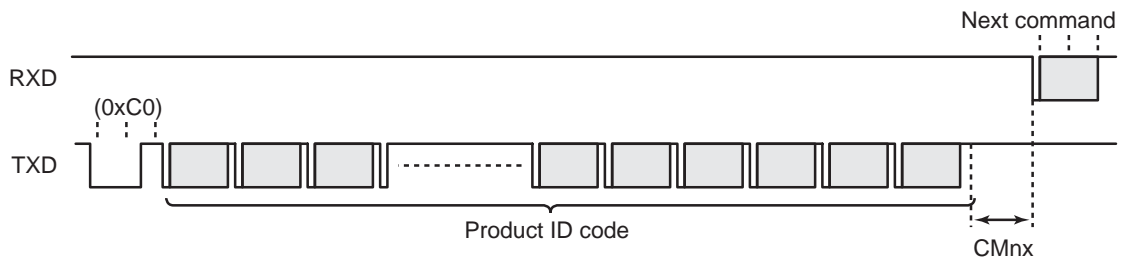 Next command
RXD
(0xC0)
TXD
Product ID code
CMnx